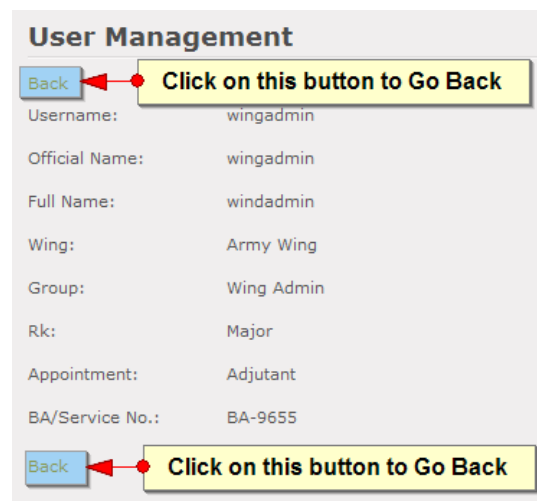 User Management
Back Click on this button to Go Back
Username: wingadmin
Official Name: wingadmin
Full Name: windadmin
Wing: Army Wing
Group: Wing Admin
Rk: Major
Appointment: Adjutant
BA/Service No.: BA-9655
Back Click on this button to Go Back